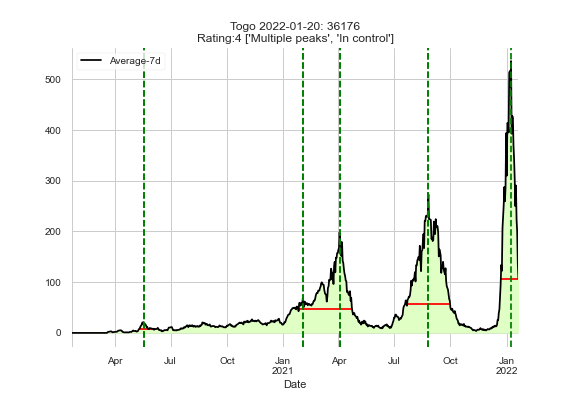 Togo 2022-01-20: 36176
Rating:4 ['Multiple peaks', 'In control']
Average-7d
500
400
300
200
100
0
Apr Jul Oct Jan Apr Jul Oct Jan
2021 2022
Date